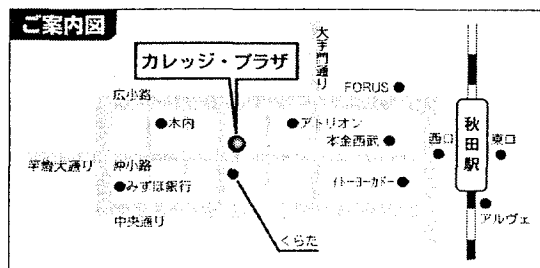 ご案内図
大手門通り
カレッジ・プラザ
FORUS
広小路
木内
アトリオン
本金西武
西口
秋田駅
東口
竿燈大通り
仲小路
みずほ銀行
イトーヨーカドー
アルヴェ
中央通り
くらた